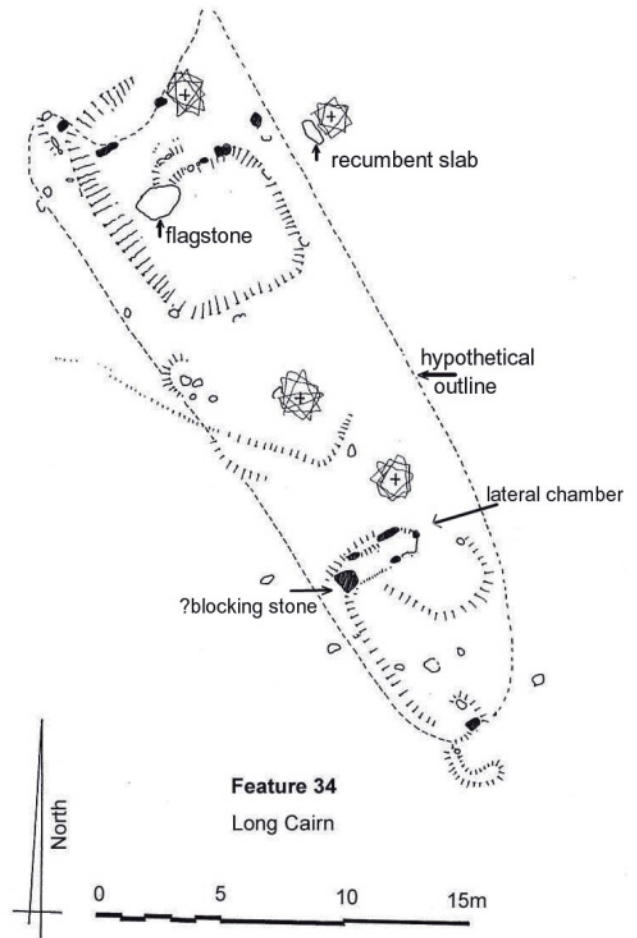 recumbent slab
flagstone
hypothetical
outline
lateral chamber
?blocking stone
Feature 34
Long Cairn
North
0 5 10 15m